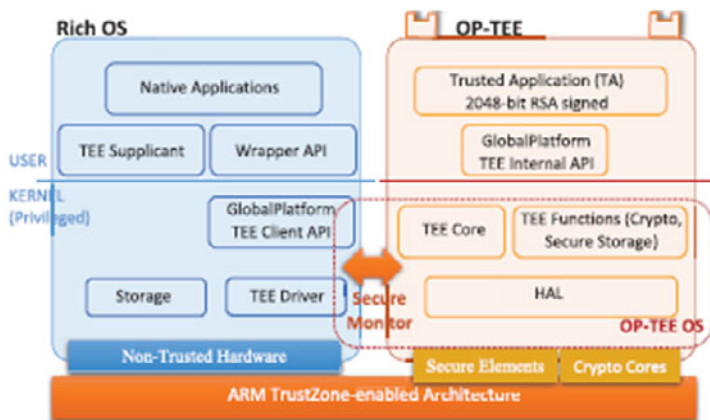 Rich OS
OP-TEE
Native Applications
Trusted Application (TA)
2048-bit RSA signed
TEE Supplicant
Wrapper API
GlobalPlatform
TEE Internal API
USER
KERNEL
(Privileged)
GlobalPlatform
TEE Client API
TEE Core
TEE Functions (Crypto,
Secure Storage)
Storage
TEE Driver
Secure
Monitor
HAL
OP-TEE OS
Non-Trusted Hardware
Secure Elements
Crypto Cores
ARM TrustZone-enabled Architecture